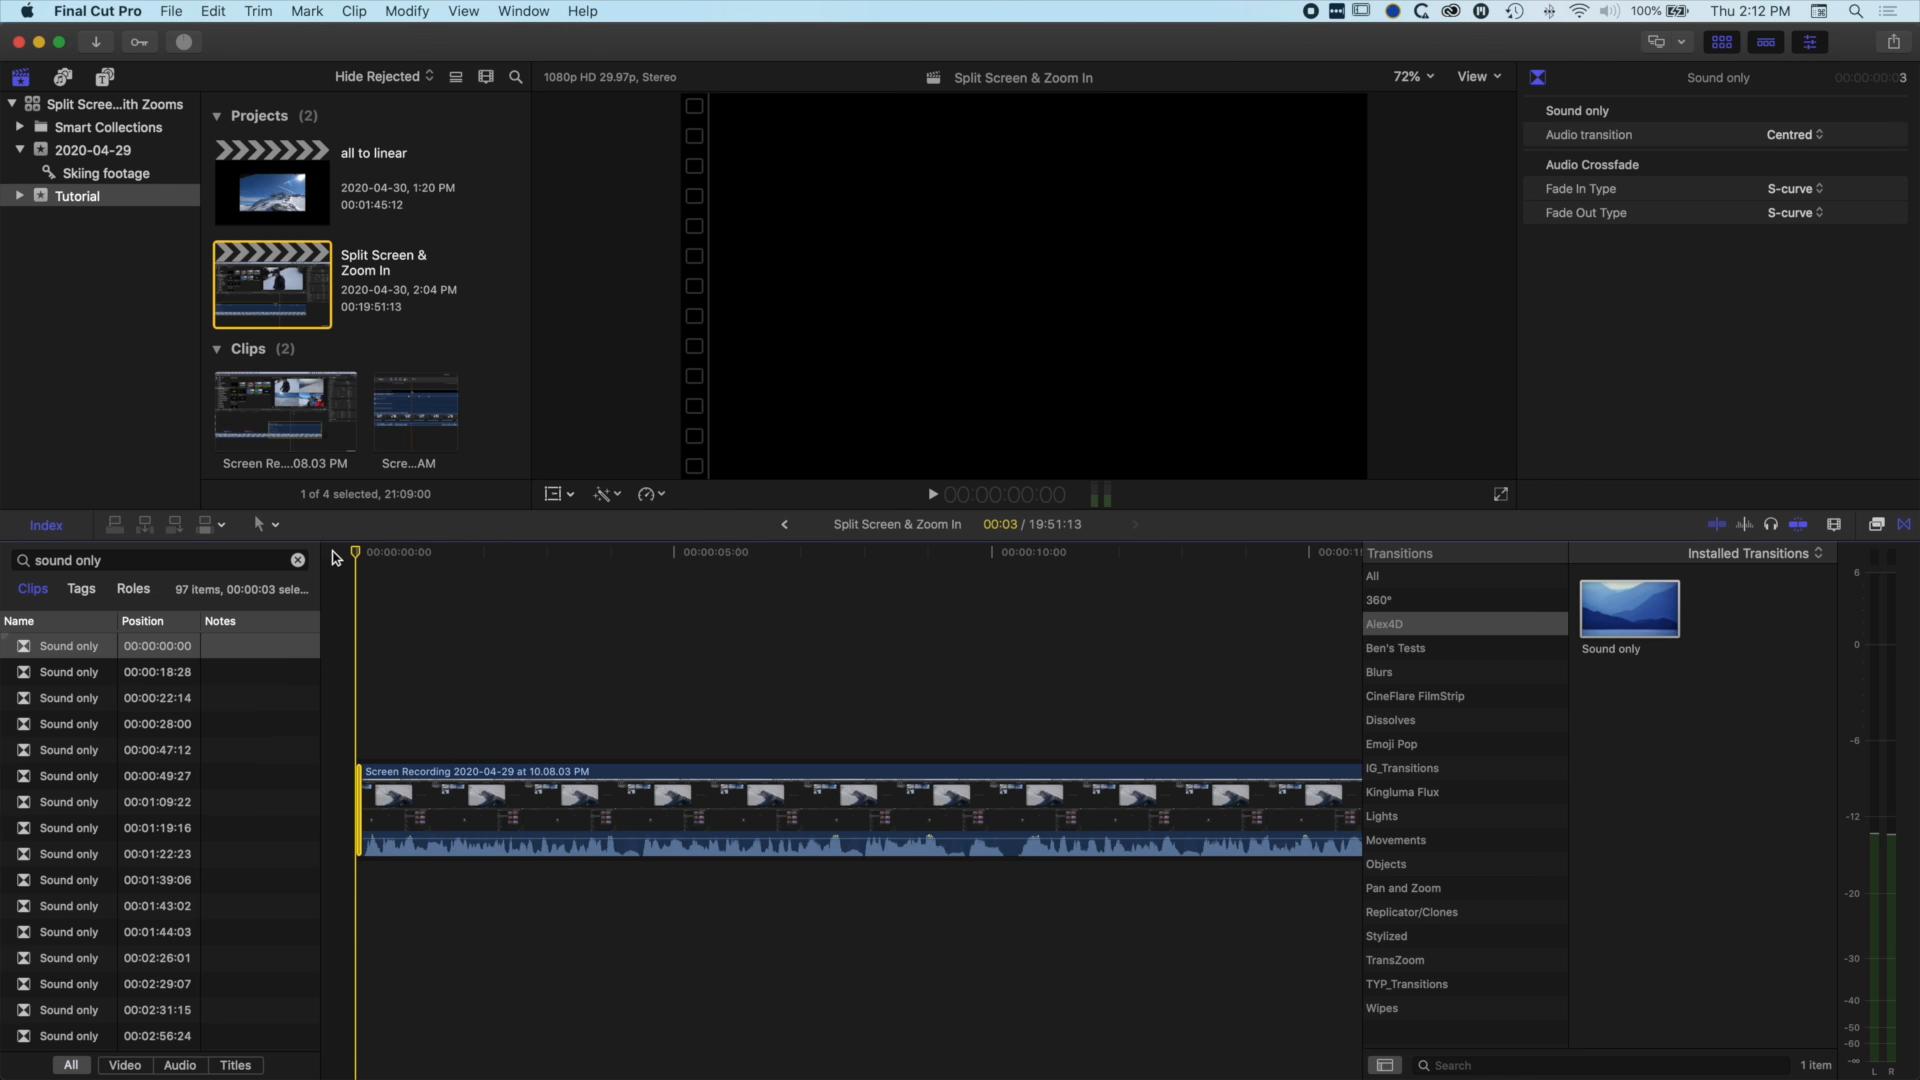 Final Cut Pro File Edit Trim Mark Clip Modify View Window Help 100% Thu 2:12 PM
Hide Rejected 1080p HD 29.97p, Stereo Split Screen & Zoom In 72% View Sound only 00:00:00:03
Split Scree...ith Zooms
Smart Collections
2020-04-29
Skiing footage
Tutorial
Projects (2)
all to linear
2020-04-30, 1:20 PM
00:01:45:12
Split Screen &
Zoom In
2020-04-30, 2:04 PM
00:19:51:13
Clips (2)
Screen Re....08.03 PM Scre...AM
1 of 4 selected, 21:09:00
00:00:00:00
Sound only
Audio transition Centred
Audio Crossfade
Fade In Type S-curve
Fade Out Type S-curve
Index Split Screen & Zoom In 00:03 / 19:51:13
sound only
Clips Tags Roles 97 items, 00:00:03 sele...
Name Position Notes
Sound only 00:00:00:00
Sound only 00:00:18:28
Sound only 00:00:22:14
Sound only 00:00:28:00
Sound only 00:00:47:12
Sound only 00:00:49:27
Sound only 00:01:09:22
Sound only 00:01:19:16
Sound only 00:01:22:23
Sound only 00:01:39:06
Sound only 00:01:43:02
Sound only 00:01:44:03
Sound only 00:02:26:01
Sound only 00:02:29:07
Sound only 00:02:31:15
Sound only 00:02:56:24
All Video Audio Titles
00:00:00:00 00:00:05:00 00:00:10:00 00:00:1
Screen Recording 2020-04-29 at 10.08.03 PM
Transitions Installed Transitions
All
360°
Alex4D
Ben's Tests
Blurs
CineFlare FilmStrip
Dissolves
Emoji Pop
IG_Transitions
Kingluma Flux
Lights
Movements
Objects
Pan and Zoom
Replicator/Clones
Stylized
TransZoom
TYP_Transitions
Wipes
Sound only
Search 1 item
6
0
-6
-12
-20
-30
-40
-50
-60
-∞
L R